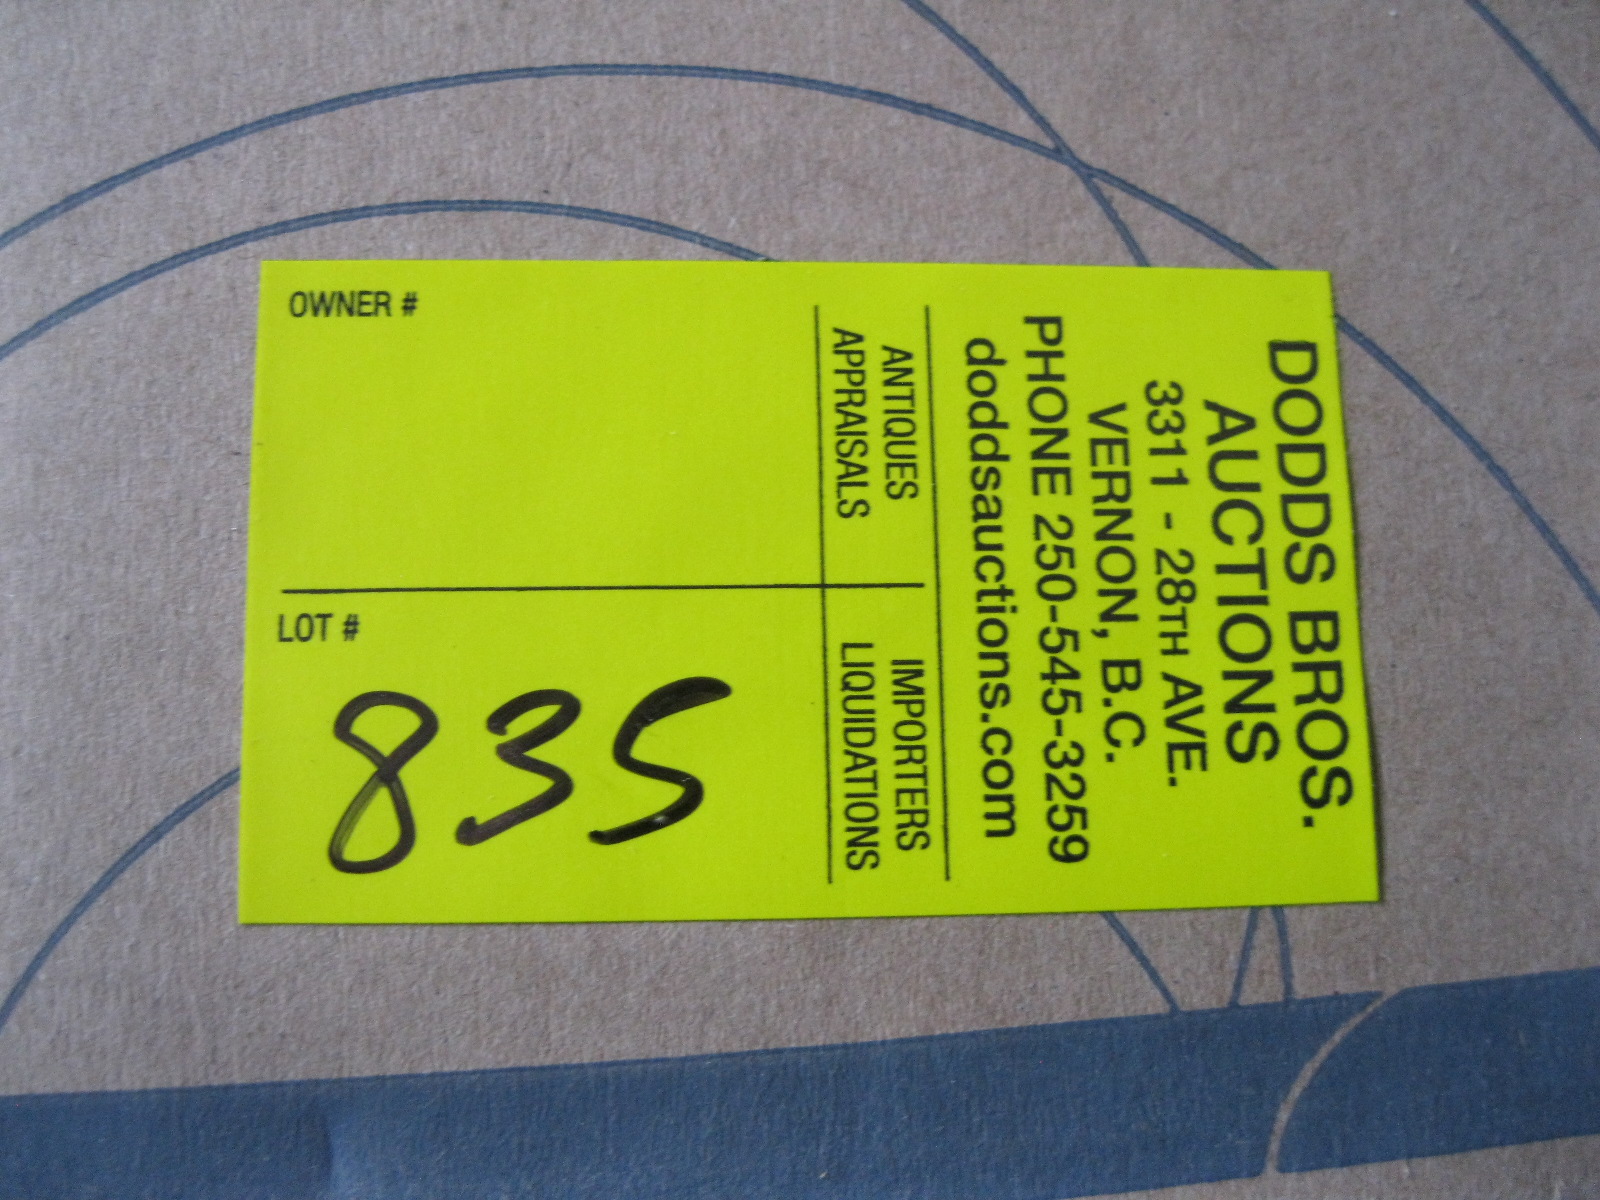 DODDS BROS.
AUCTIONS
3311 - 28TH AVE.
VERNON, B.C.
PHONE 250-545-3259
doddsauctions.com
ANTIQUES
APPRAISALS
IMPORTERS
LIQUIDATIONS
OWNER #
LOT #
835